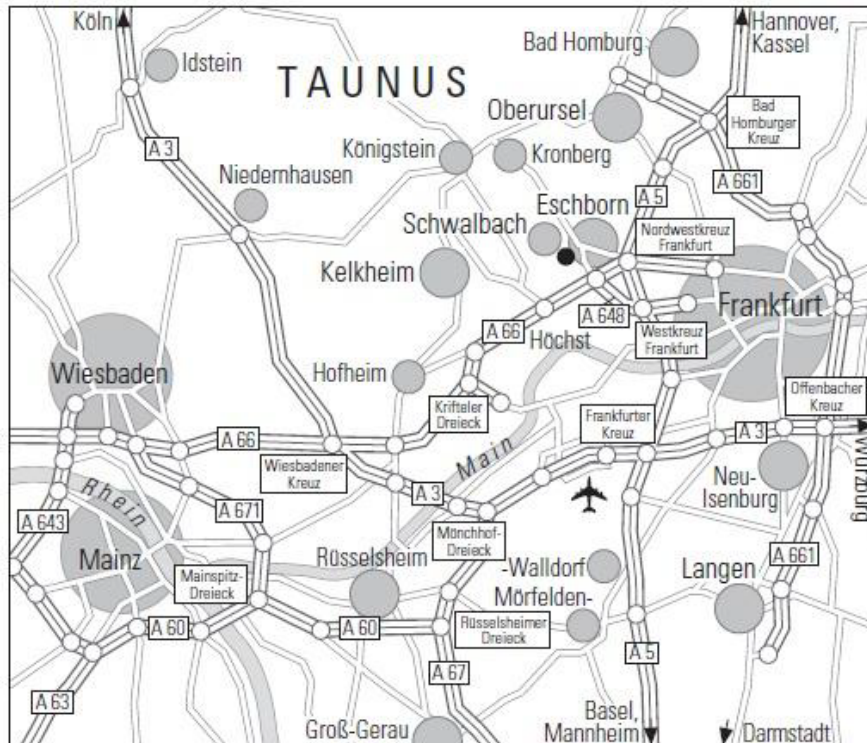 Köln
Hannover,
Kassel
Idstein
Bad Homburg
TAUNUS
Oberursel
Bad
Homburger
Kreuz
A 3
Königstein
Kronberg
A 5
A 661
Niedernhausen
Schwalbach
Eschborn
Nordwestkreuz
Frankfurt
Kelkheim
Frankfurt
A 66
A 648
Höchst
Westkreuz
Frankfurt
Wiesbaden
Hofheim
Krifteler
Dreieck
Frankfurter
Kreuz
Offenbacher
Kreuz
A 66
A 3
Wiesbadener
Kreuz
Main
Würzburg
Rhein
A 3
Neu-
Isenburg
A 643
A 671
Mönchhof-
Dreieck
Mainz
Mainspitz-
Dreieck
Rüsselsheim
-Walldorf
Mörfelden-
Langen
A 661
A 60
A 60
Rüsselsheimer
Dreieck
A 5
A 67
A 63
Groß-Gerau
Basel,
Mannheim
Darmstadt